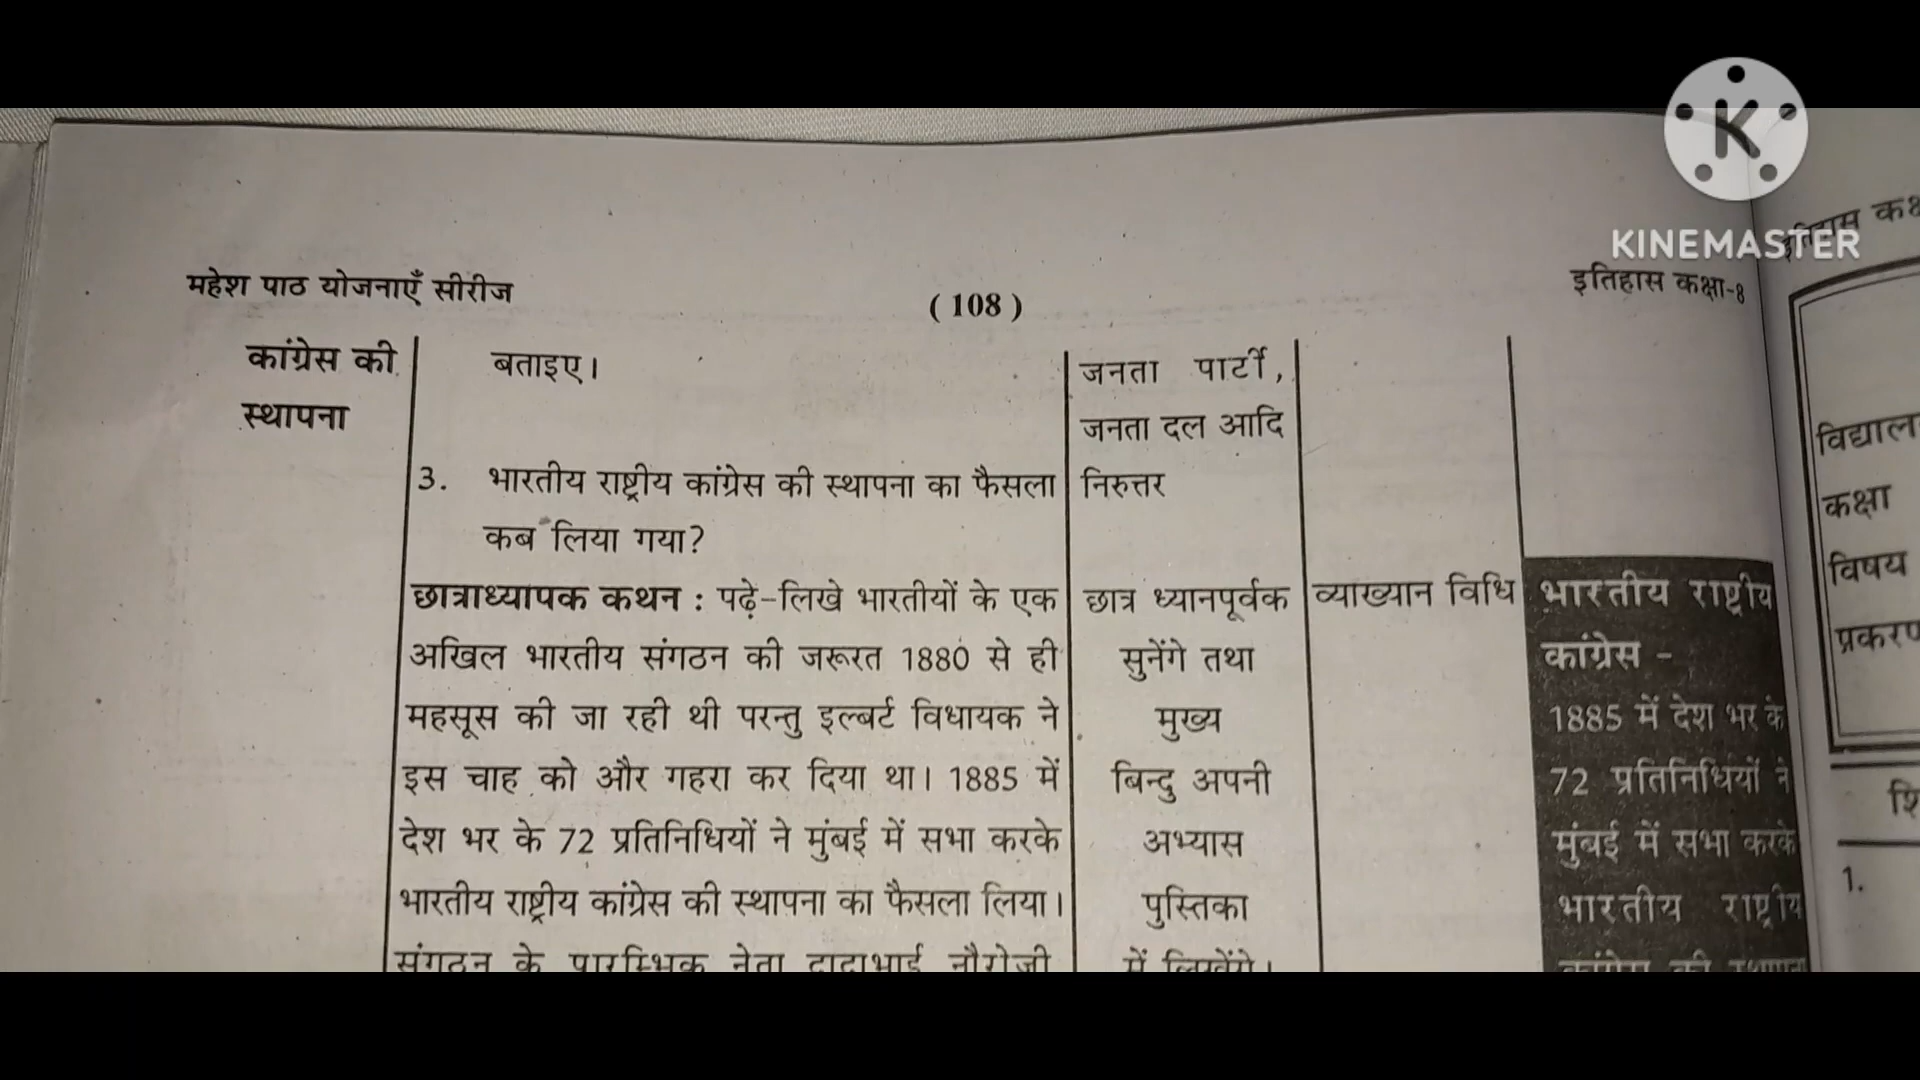 KINEMASTER
महेश पाठ योजनाएँ सीरीज
( 108 )
इतिहास कक्षा-8
कांग्रेस की
स्थापना
बताइए।
3. भारतीय राष्ट्रीय कांग्रेस की स्थापना का फैसला
कब लिया गया?
छात्राध्यापक कथन : पढ़े-लिखे भारतीयों के एक
अखिल भारतीय संगठन की जरूरत 1880 से ही
महसूस की जा रही थी परन्तु इल्बर्ट विधायक ने
इस चाह को और गहरा कर दिया था। 1885 में
देश भर के 72 प्रतिनिधियों ने मुंबई में सभा करके
भारतीय राष्ट्रीय कांग्रेस की स्थापना का फैसला लिया।
संगठन के प्रारम्भिक नेता दादाभाई नौरोजी
जनता पार्टी,
जनता दल आदि
निरुत्तर
छात्र ध्यानपूर्वक
सुनेंगे तथा
मुख्य
बिन्दु अपनी
अभ्यास
पुस्तिका
में लिखेंगे।
व्याख्यान विधि
भारतीय राष्ट्रीय
कांग्रेस -
1885 में देश भर के
72 प्रतिनिधियों ने
मुंबई में सभा करके
भारतीय राष्ट्रीय
कांग्रेस की स्थापना
इतिहास
कक्षा
विषय
1.